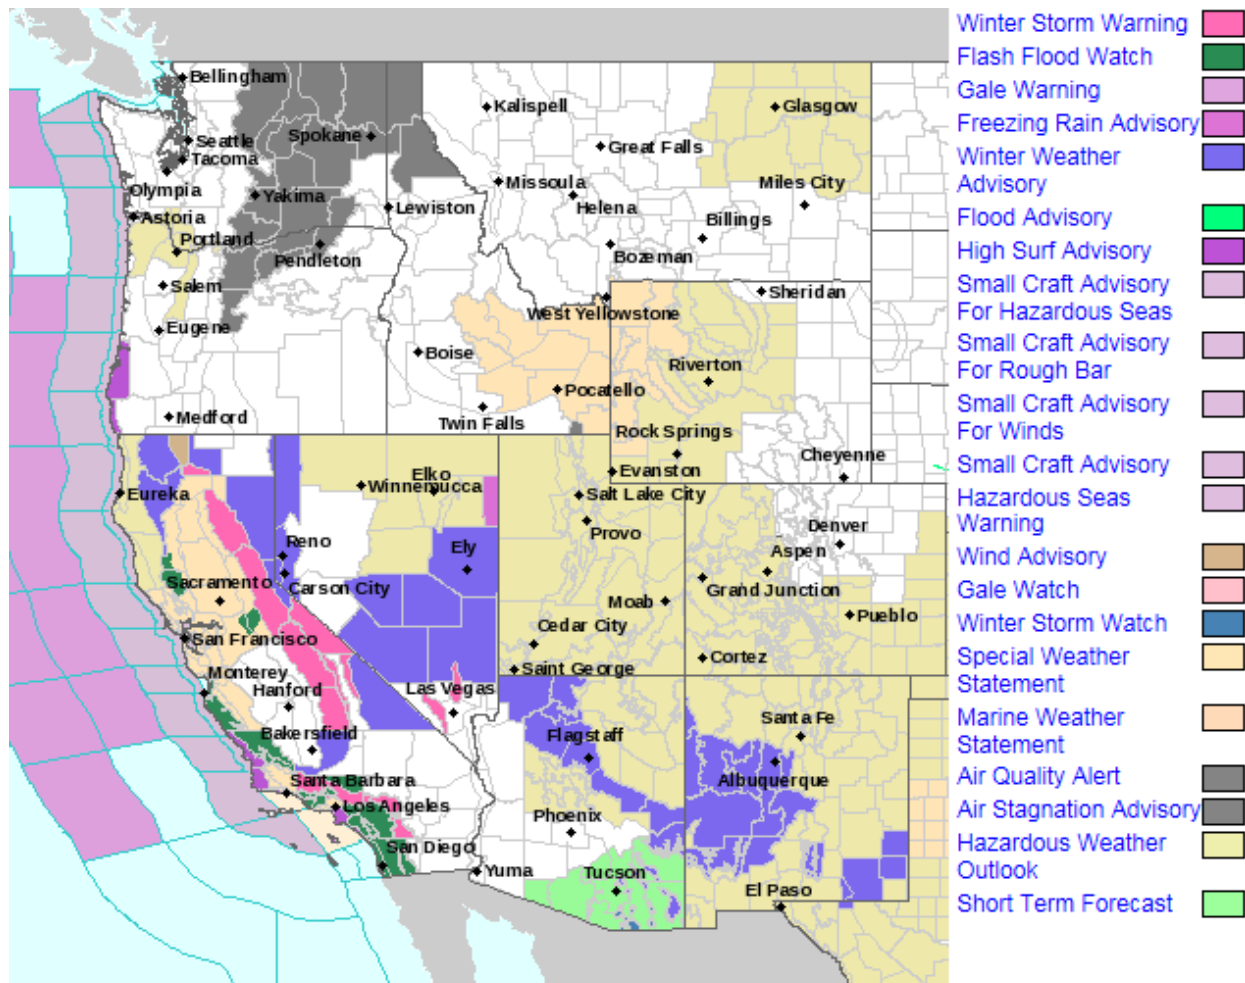 Bellingham
Seattle
Tacoma
Olympia
Spokane
Yakima
Astoria
Portland
Pendleton
Lewiston
Salem
Eugene
Medford
Kalispell
Great Falls
Missoula
Helena
Glasgow
Miles City
Billings
Bozeman
West Yellowstone
Sheridan
Boise
Pocatello
Twin Falls
Riverton
Rock Springs
Evanston
Cheyenne
Eureka
Elko
Winnemucca
Salt Lake City
Provo
Reno
Carson City
Ely
Sacramento
San Francisco
Monterey
Hanford
Bakersfield
Las Vegas
Moab
Cedar City
Saint George
Denver
Aspen
Grand Junction
Pueblo
Cortez
Santa Barbara
Los Angeles
San Diego
Flagstaff
Phoenix
Yuma
Tucson
Santa Fe
Albuquerque
El Paso
Winter Storm Warning
Flash Flood Watch
Gale Warning
Freezing Rain Advisory
Winter Weather
Advisory
Flood Advisory
High Surf Advisory
Small Craft Advisory
For Hazardous Seas
Small Craft Advisory
For Rough Bar
Small Craft Advisory
For Winds
Small Craft Advisory
Hazardous Seas
Warning
Wind Advisory
Gale Watch
Winter Storm Watch
Special Weather
Statement
Marine Weather
Statement
Air Quality Alert
Air Stagnation Advisory
Hazardous Weather
Outlook
Short Term Forecast